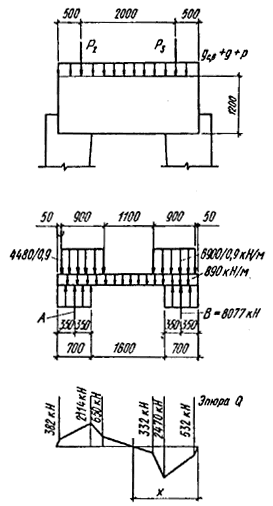 500 2000 500
P₂ P₃ gс,в + g + p
1200
50 900 1100 900 50
4480/0,9 6900/0,9 кН/м
890 кН/м
A B = 8077 кН
350 350 350 350
700 1600 700
Эпюра Q
382 кН 2114 кН 650 кН 332 кН 2470 кН 532 кН
x